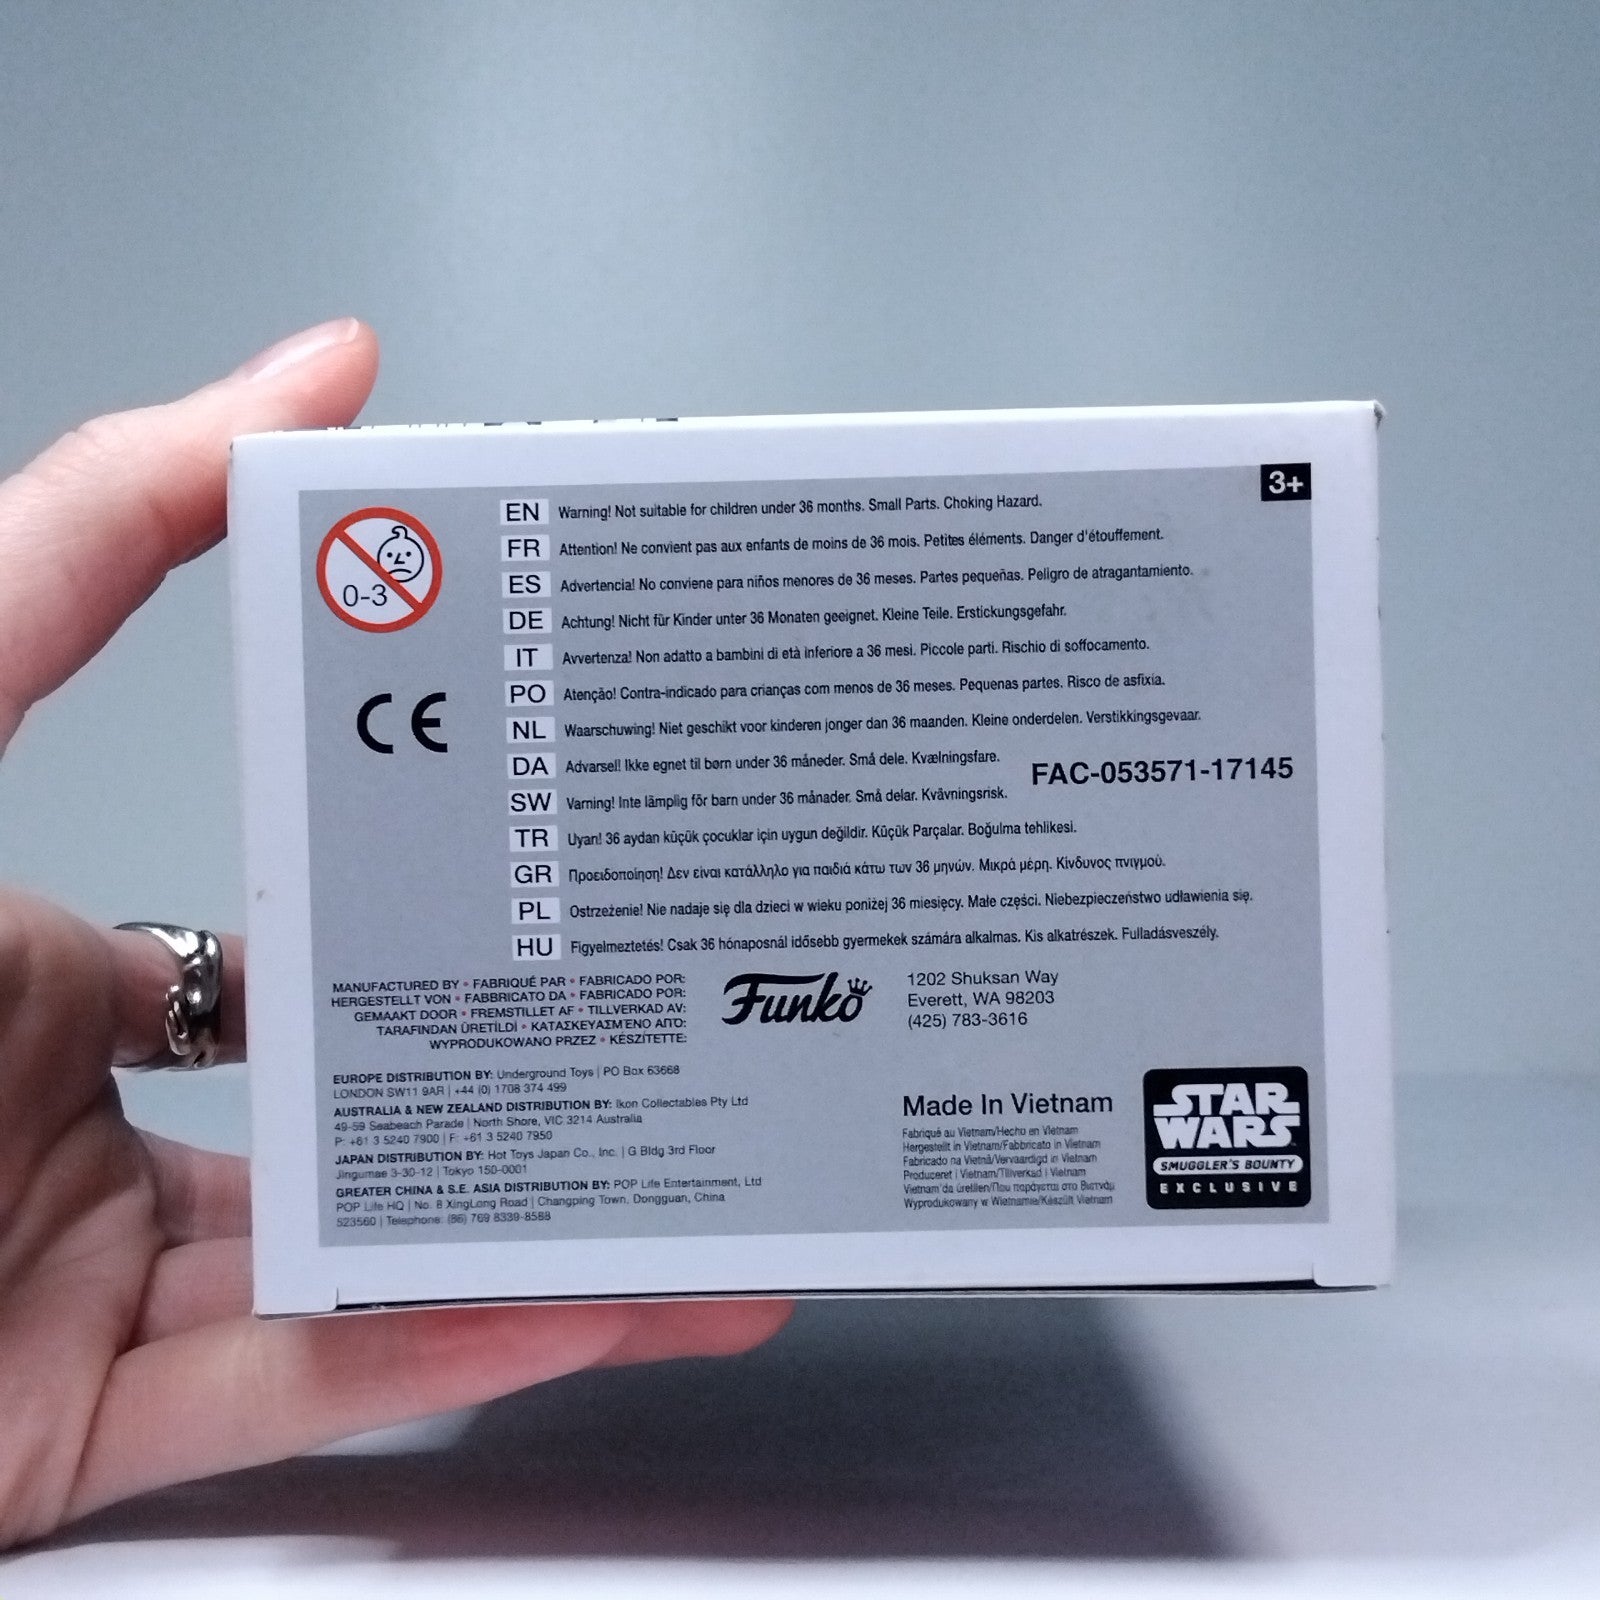 3+
0-3
CE
EN Warning! Not suitable for children under 36 months. Small Parts. Choking Hazard.
FR Attention! Ne convient pas aux enfants de moins de 36 mois. Petites éléments. Danger d'étouffement.
ES Advertencia! No conviene para niños menores de 36 meses. Partes pequeñas. Peligro de atragantamiento.
DE Achtung! Nicht für Kinder unter 36 Monaten geeignet. Kleine Teile. Erstickungsgefahr.
IT Avvertenza! Non adatto a bambini di età inferiore a 36 mesi. Piccole parti. Rischio di soffocamento.
PO Atenção! Contra-indicado para crianças com menos de 36 meses. Pequenas partes. Risco de asfixia.
NL Waarschuwing! Niet geschikt voor kinderen jonger dan 36 maanden. Kleine onderdelen. Verstikkingsgevaar.
DA Advarsel! Ikke egnet til børn under 36 måneder. Små dele. Kvælningsfare.
FAC-053571-17145
SW Varning! Inte lämplig för barn under 36 månader. Små delar. Kvävningsrisk.
TR Uyarı! 36 aydan küçük çocuklar için uygun değildir. Küçük Parçalar. Boğulma tehlikesi.
GR Προειδοποίηση! Δεν είναι κατάλληλο για παιδιά κάτω των 36 μηνών. Μικρά μέρη. Κίνδυνος πνιγμού.
PL Ostrzeżenie! Nie nadaje się dla dzieci w wieku poniżej 36 miesięcy. Małe części. Niebezpieczeństwo udławienia się.
HU Figyelmeztetés! Csak 36 hónaposnál idősebb gyermekek számára alkalmas. Kis alkatrészek. Fulladásveszély.
MANUFACTURED BY • FABRIQUÉ PAR • FABRICADO POR:
HERGESTELLT VON • FABBRICATO DA • FABRICADO POR:
GEMAAKT DOOR • FREMSTILLET AF • TILLVERKAD AV:
TARAFINDAN ÜRETİLDİ • ΚΑΤΑΣΚΕΥΑΣΜΈΝΟ ΑΠΌ:
WYPRODUKOWANO PRZEZ • KÉSZÍTETTE:
Funko
1202 Shuksan Way
Everett, WA 98203
(425) 783-3616
EUROPE DISTRIBUTION BY: Underground Toys | PO Box 63668
LONDON SW11 9AR | +44 (0) 1708 374 499
AUSTRALIA & NEW ZEALAND DISTRIBUTION BY: Ikon Collectables Pty Ltd
49-59 Seabeach Parade | North Shore, VIC 3214 Australia
P: +61 3 5240 7900 | F: +61 3 5240 7950
JAPAN DISTRIBUTION BY: Hot Toys Japan Co., Inc. | G Bldg 3rd Floor
Jingumae 3-30-12 | Tokyo 150-0001
GREATER CHINA & S.E. ASIA DISTRIBUTION BY: POP Life Entertainment, Ltd
POP Life HQ | No. 8 XingLong Road | Changping Town, Dongguan, China
523560 | Telephone: (86) 769 8339-8588
Made In Vietnam
Fabriqué au Vietnam/Hecho en Vietnam
Hergestellt in Vietnam/Fabbricato in Vietnam
Fabricado na Vietnã/Vervaardigd in Vietnam
Produceret i Vietnam/Tillverkad i Vietnam
Vietnam'da üretilen/Που παράγεται στο Βιετνάμ
Wyprodukowany w Wietnamie/Készült Vietnam
STAR
WARS
SMUGGLER'S BOUNTY
EXCLUSIVE